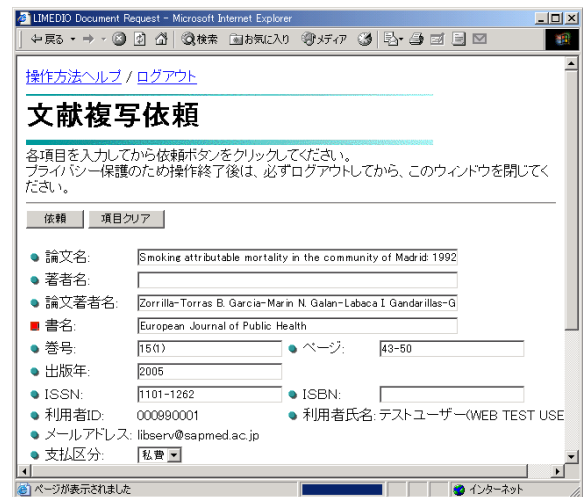 LIMEDIO Document Request - Microsoft Internet Explorer
戻る 検索 お気に入り メディア
操作方法ヘルプ / ログアウト
文献複写依頼
各項目を入力してから依頼ボタンをクリックしてください。
プライバシー保護のため操作終了後は、必ずログアウトしてから、このウィンドウを閉じてく
ださい。
依頼 項目クリア
論文名: Smoking attributable mortality in the community of Madrid: 1992
著者名:
論文著者名: Zorrilla-Torras B. Garcia-Marin N. Galan-Labaca I. Gandarillas-G
書名: European Journal of Public Health
巻号: 15(1) ページ: 43-50
出版年: 2005
ISSN: 1101-1262 ISBN:
利用者ID: 000990001 利用者氏名: テストユーザー(WEB TEST USE
メールアドレス: libserv@sapmed.ac.jp
支払区分: 私費
ページが表示されました インターネット